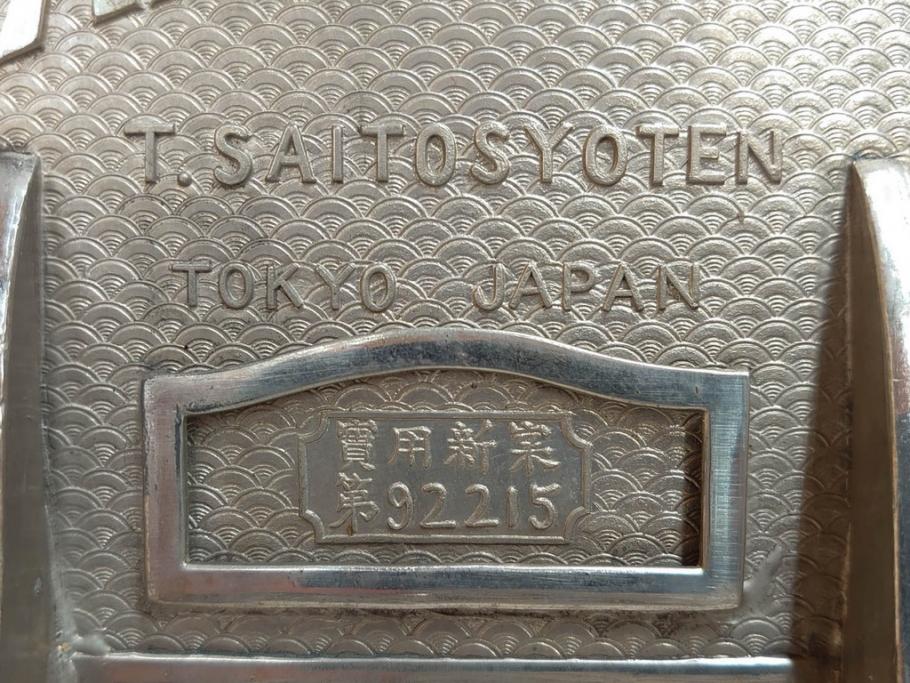 T.SAITOSYOTEN
TOKYO JAPAN
實用新案
第92215